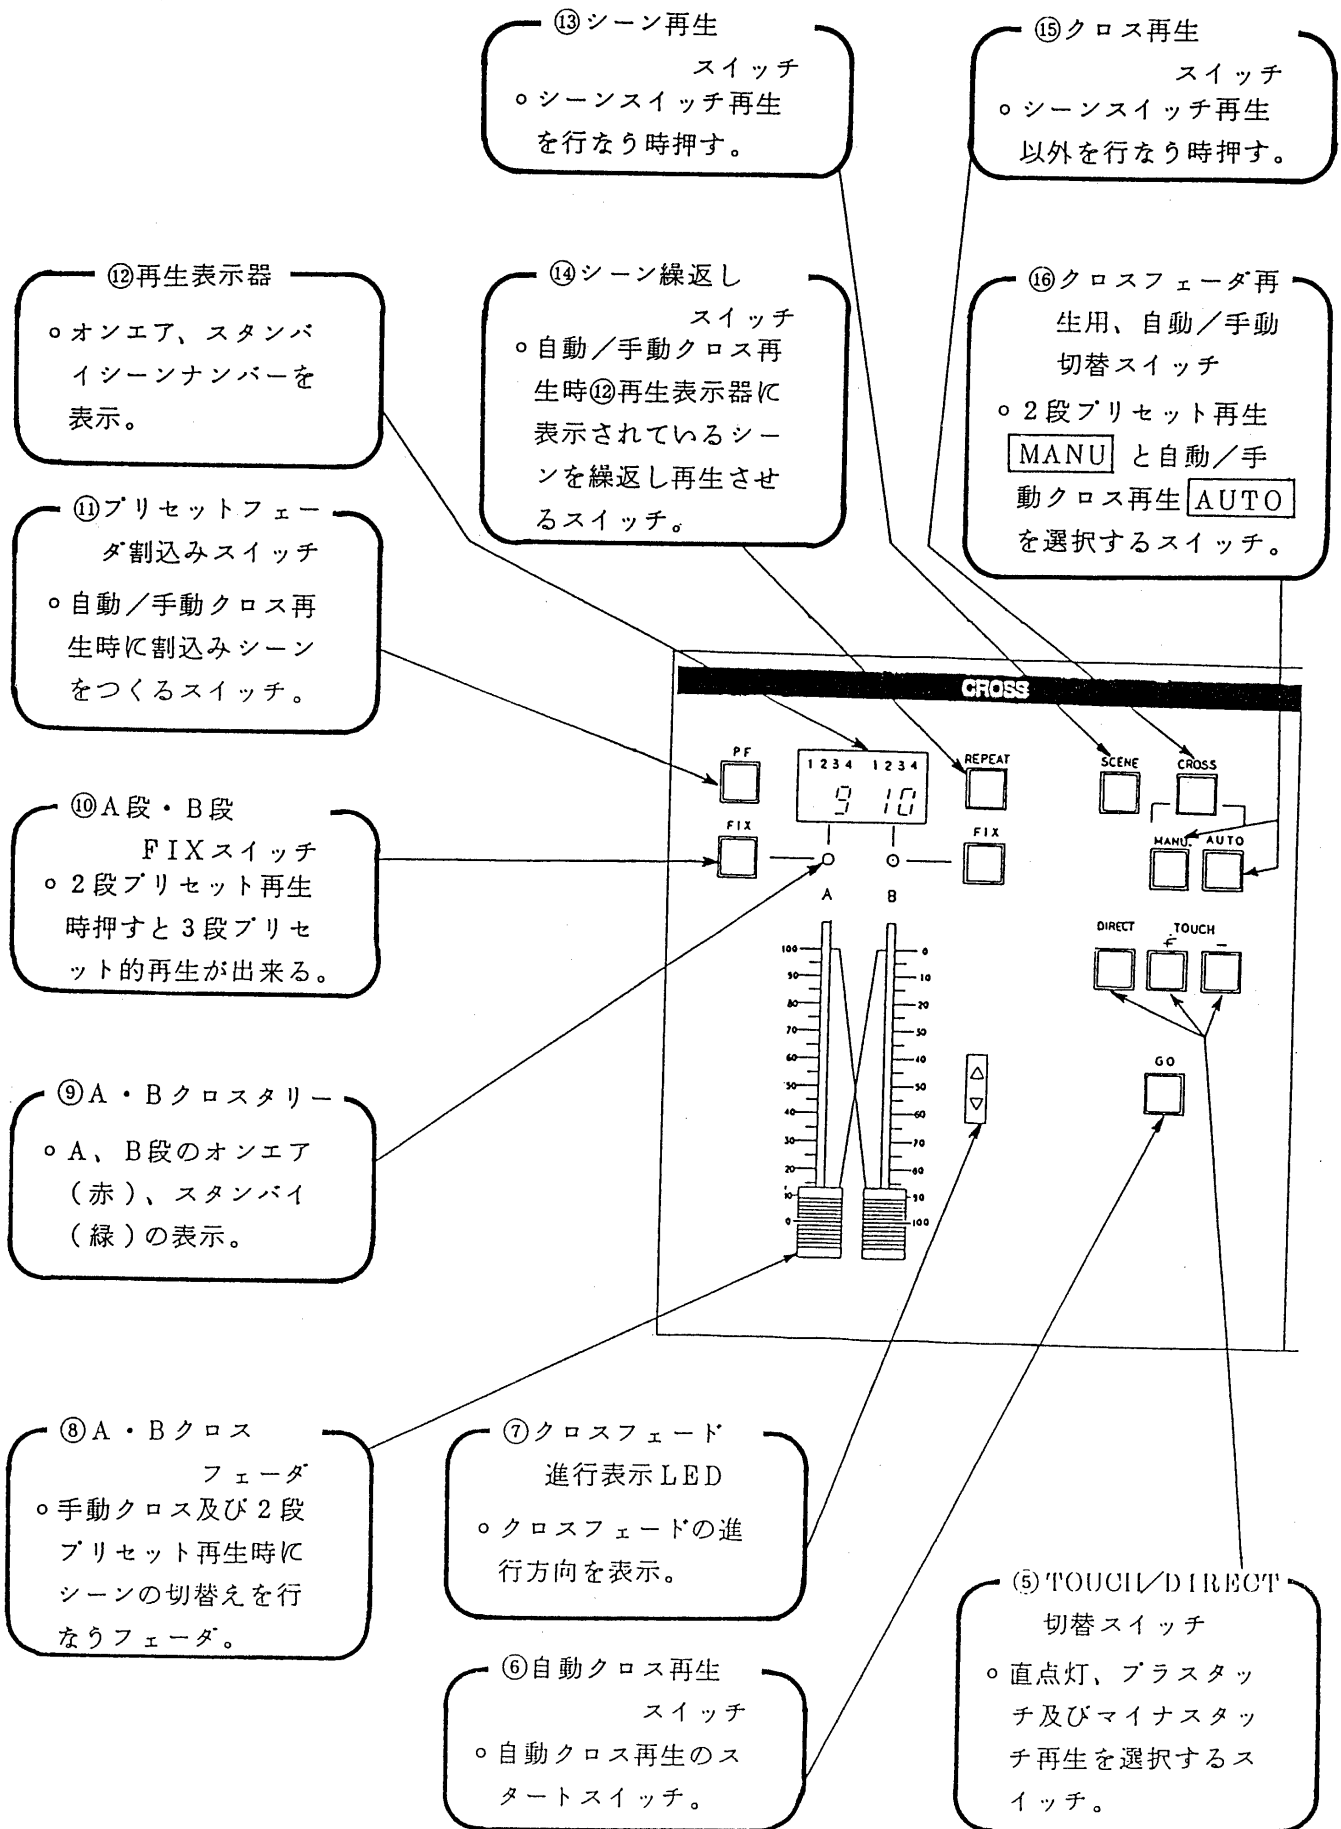 ⑬シーン再生
スイッチ
○シーンスイッチ再生
を行なう時押す。
⑮クロス再生
スイッチ
○シーンスイッチ再生
以外を行なう時押す。
⑫再生表示器
○オンエア、スタンバ
イシーンナンバーを
表示。
⑭シーン繰返し
スイッチ
○自動／手動クロス再
生時⑫再生表示器に
表示されているシー
ンを繰返し再生させ
るスイッチ。
⑯クロスフェーダ再
生用、自動／手動
切替スイッチ
○2段プリセット再生
MANU と自動／手
動クロス再生 AUTO
を選択するスイッチ。
⑪プリセットフェー
ダ割込みスイッチ
○自動／手動クロス再
生時に割込みシーン
をつくるスイッチ。
⑩A段・B段
FIXスイッチ
○2段プリセット再生
時押すと3段プリセ
ット的再生が出来る。
⑨A・Bクロスタリー
○A、B段のオンエア
（赤）、スタンバイ
（緑）の表示。
CROSS
PF
1234 1234
9 10
REPEAT
SCENE
CROSS
FIX
FIX
MANU.
AUTO
A
B
DIRECT
TOUCH
+
−
100
90
80
70
60
50
40
30
20
10
0
0
10
20
30
40
50
60
70
80
90
100
△
▽
GO
⑧A・Bクロス
フェーダ
○手動クロス及び2段
プリセット再生時に
シーンの切替えを行
なうフェーダ。
⑦クロスフェード
進行表示LED
○クロスフェードの進
行方向を表示。
⑥自動クロス再生
スイッチ
○自動クロス再生のス
タートスイッチ。
⑤TOUCH/DIRECT
切替スイッチ
○直点灯、プラスタッ
チ及びマイナスタッ
チ再生を選択するス
イッチ。